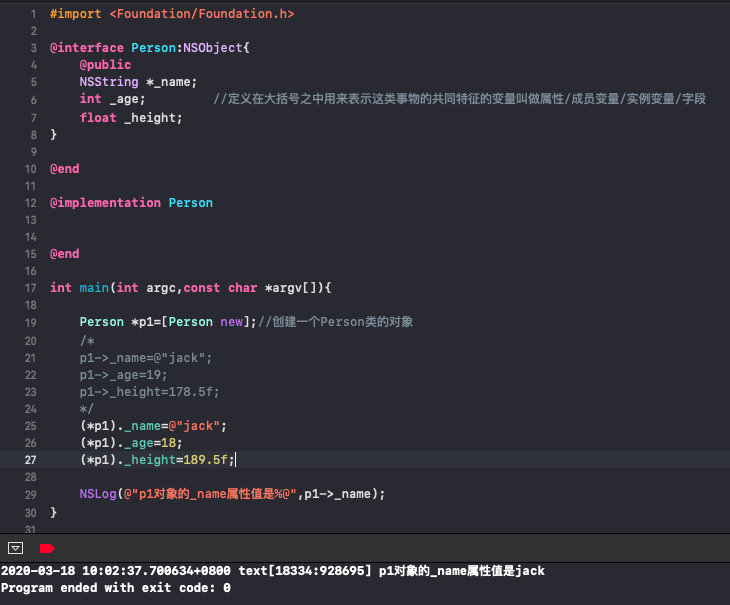 1 #import <Foundation/Foundation.h>
2
3 @interface Person:NSObject{
4     @public
5     NSString *_name;
6     int _age;         //定义在大括号之中用来表示这类事物的共同特征的变量叫做属性/成员变量/实例变量/字段
7     float _height;
8 }
9
10 @end
11
12 @implementation Person
13
14
15 @end
16
17 int main(int argc,const char *argv[]){
18
19     Person *p1=[Person new];//创建一个Person类的对象
20     /*
21     p1->_name=@"jack";
22     p1->_age=19;
23     p1->_height=178.5f;
24     */
25     (*p1)._name=@"jack";
26     (*p1)._age=18;
27     (*p1)._height=189.5f;
28
29     NSLog(@"p1对象的_name属性值是%@",p1->_name);
30 }
31
2020-03-18 10:02:37.700634+0800 text[18334:928695] p1对象的_name属性值是jack
Program ended with exit code: 0